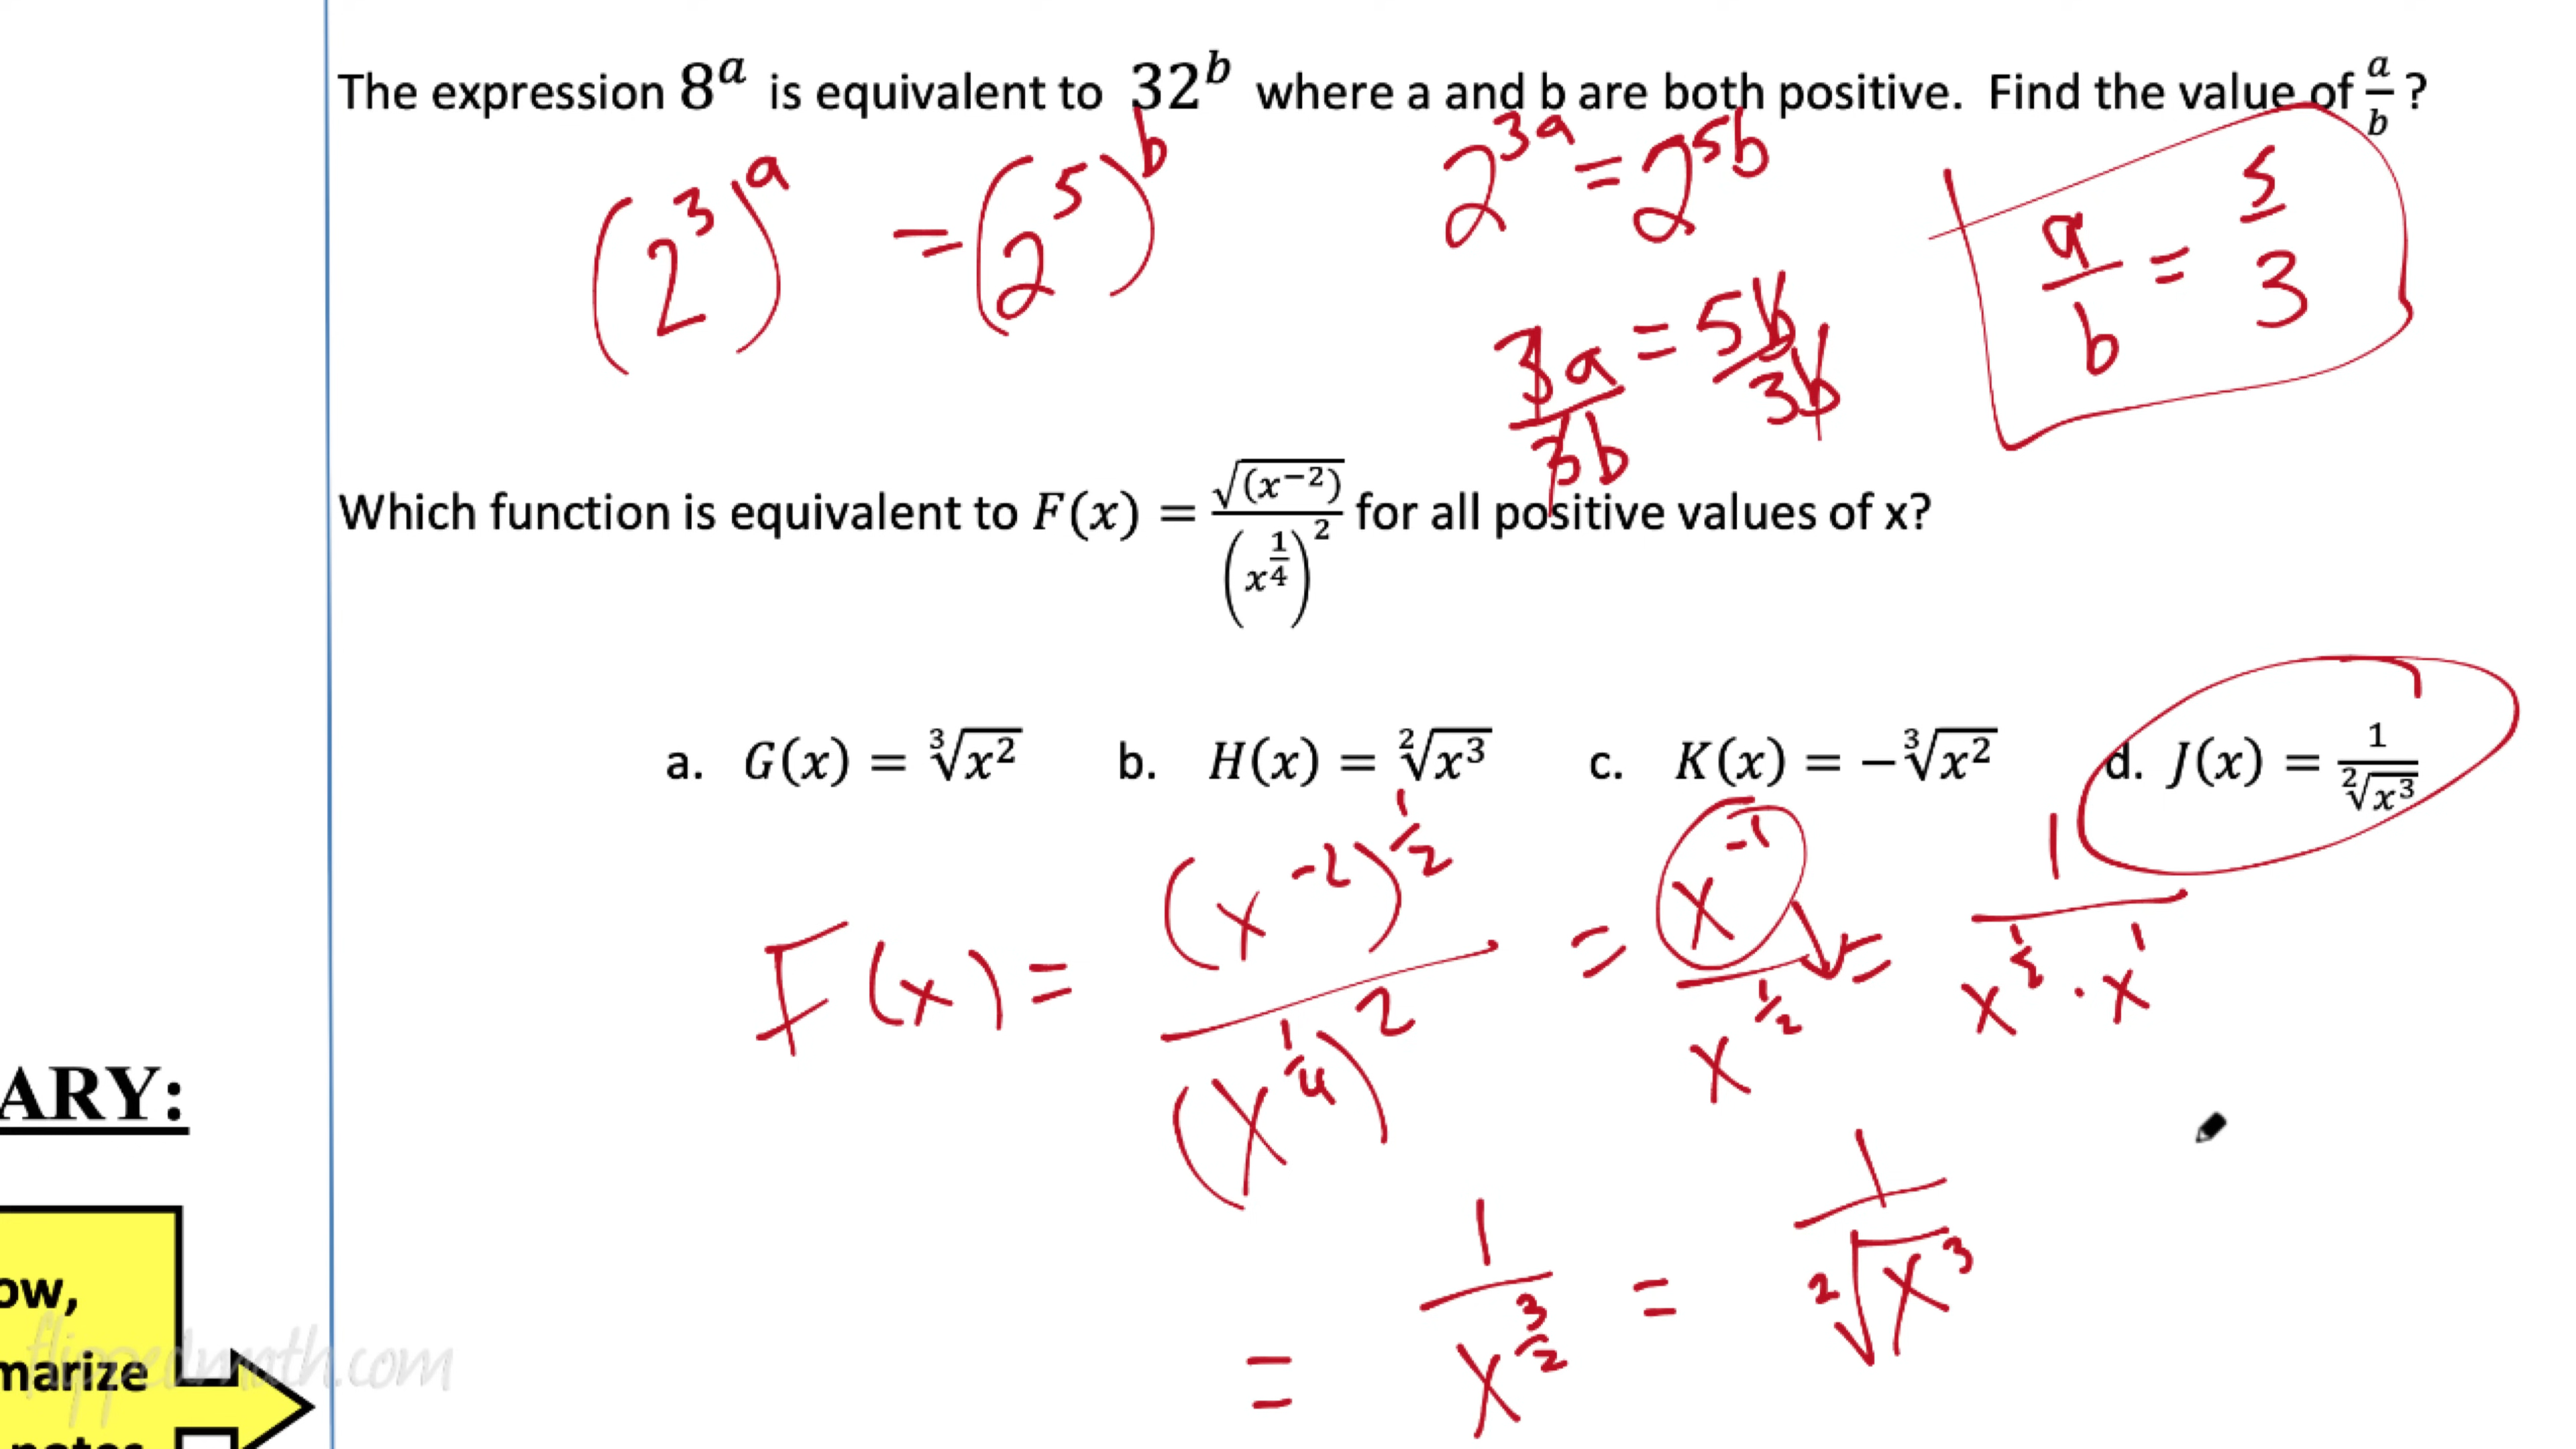 The expression 8^a is equivalent to 32^b where a and b are both positive. Find the value of a/b?
(2^3)^a = (2^5)^b
2^3a = 2^5b
3a/3b = 5b/3b
a/b = 5/3
Which function is equivalent to F(x) = √(x^−2) / (x^1/4)^2 for all positive values of x?
a. G(x) = ∛x^2 b. H(x) = ²√x^3 c. K(x) = −∛x^2 d. J(x) = 1/²√x^3
F(x) = (x^-2)^1/2 / (x^1/4)^2 = x^-1 / x^1/2 = 1 / x^1/2 · x^1
= 1 / x^3/2 = 1 / ²√x^3
ARY:
ow,
marize
notes
flippedmath.com